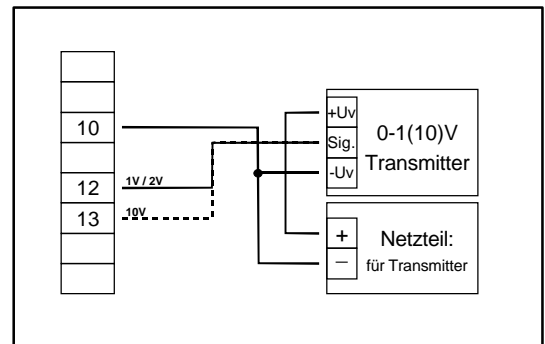 10
12
13
1V / 2V
10V
+Uv
Sig.
-Uv
0-1(10)V
Transmitter
+
–
Netzteil:
für Transmitter